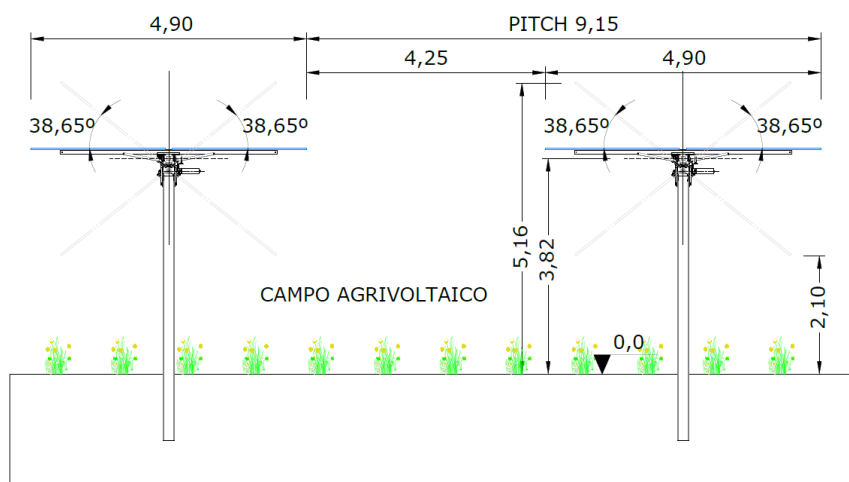 4,90
PITCH 9,15
4,25
4,90
38,65º
38,65º
38,65º
38,65º
5,16
3,82
CAMPO AGRIVOLTAICO
2,10
0,0